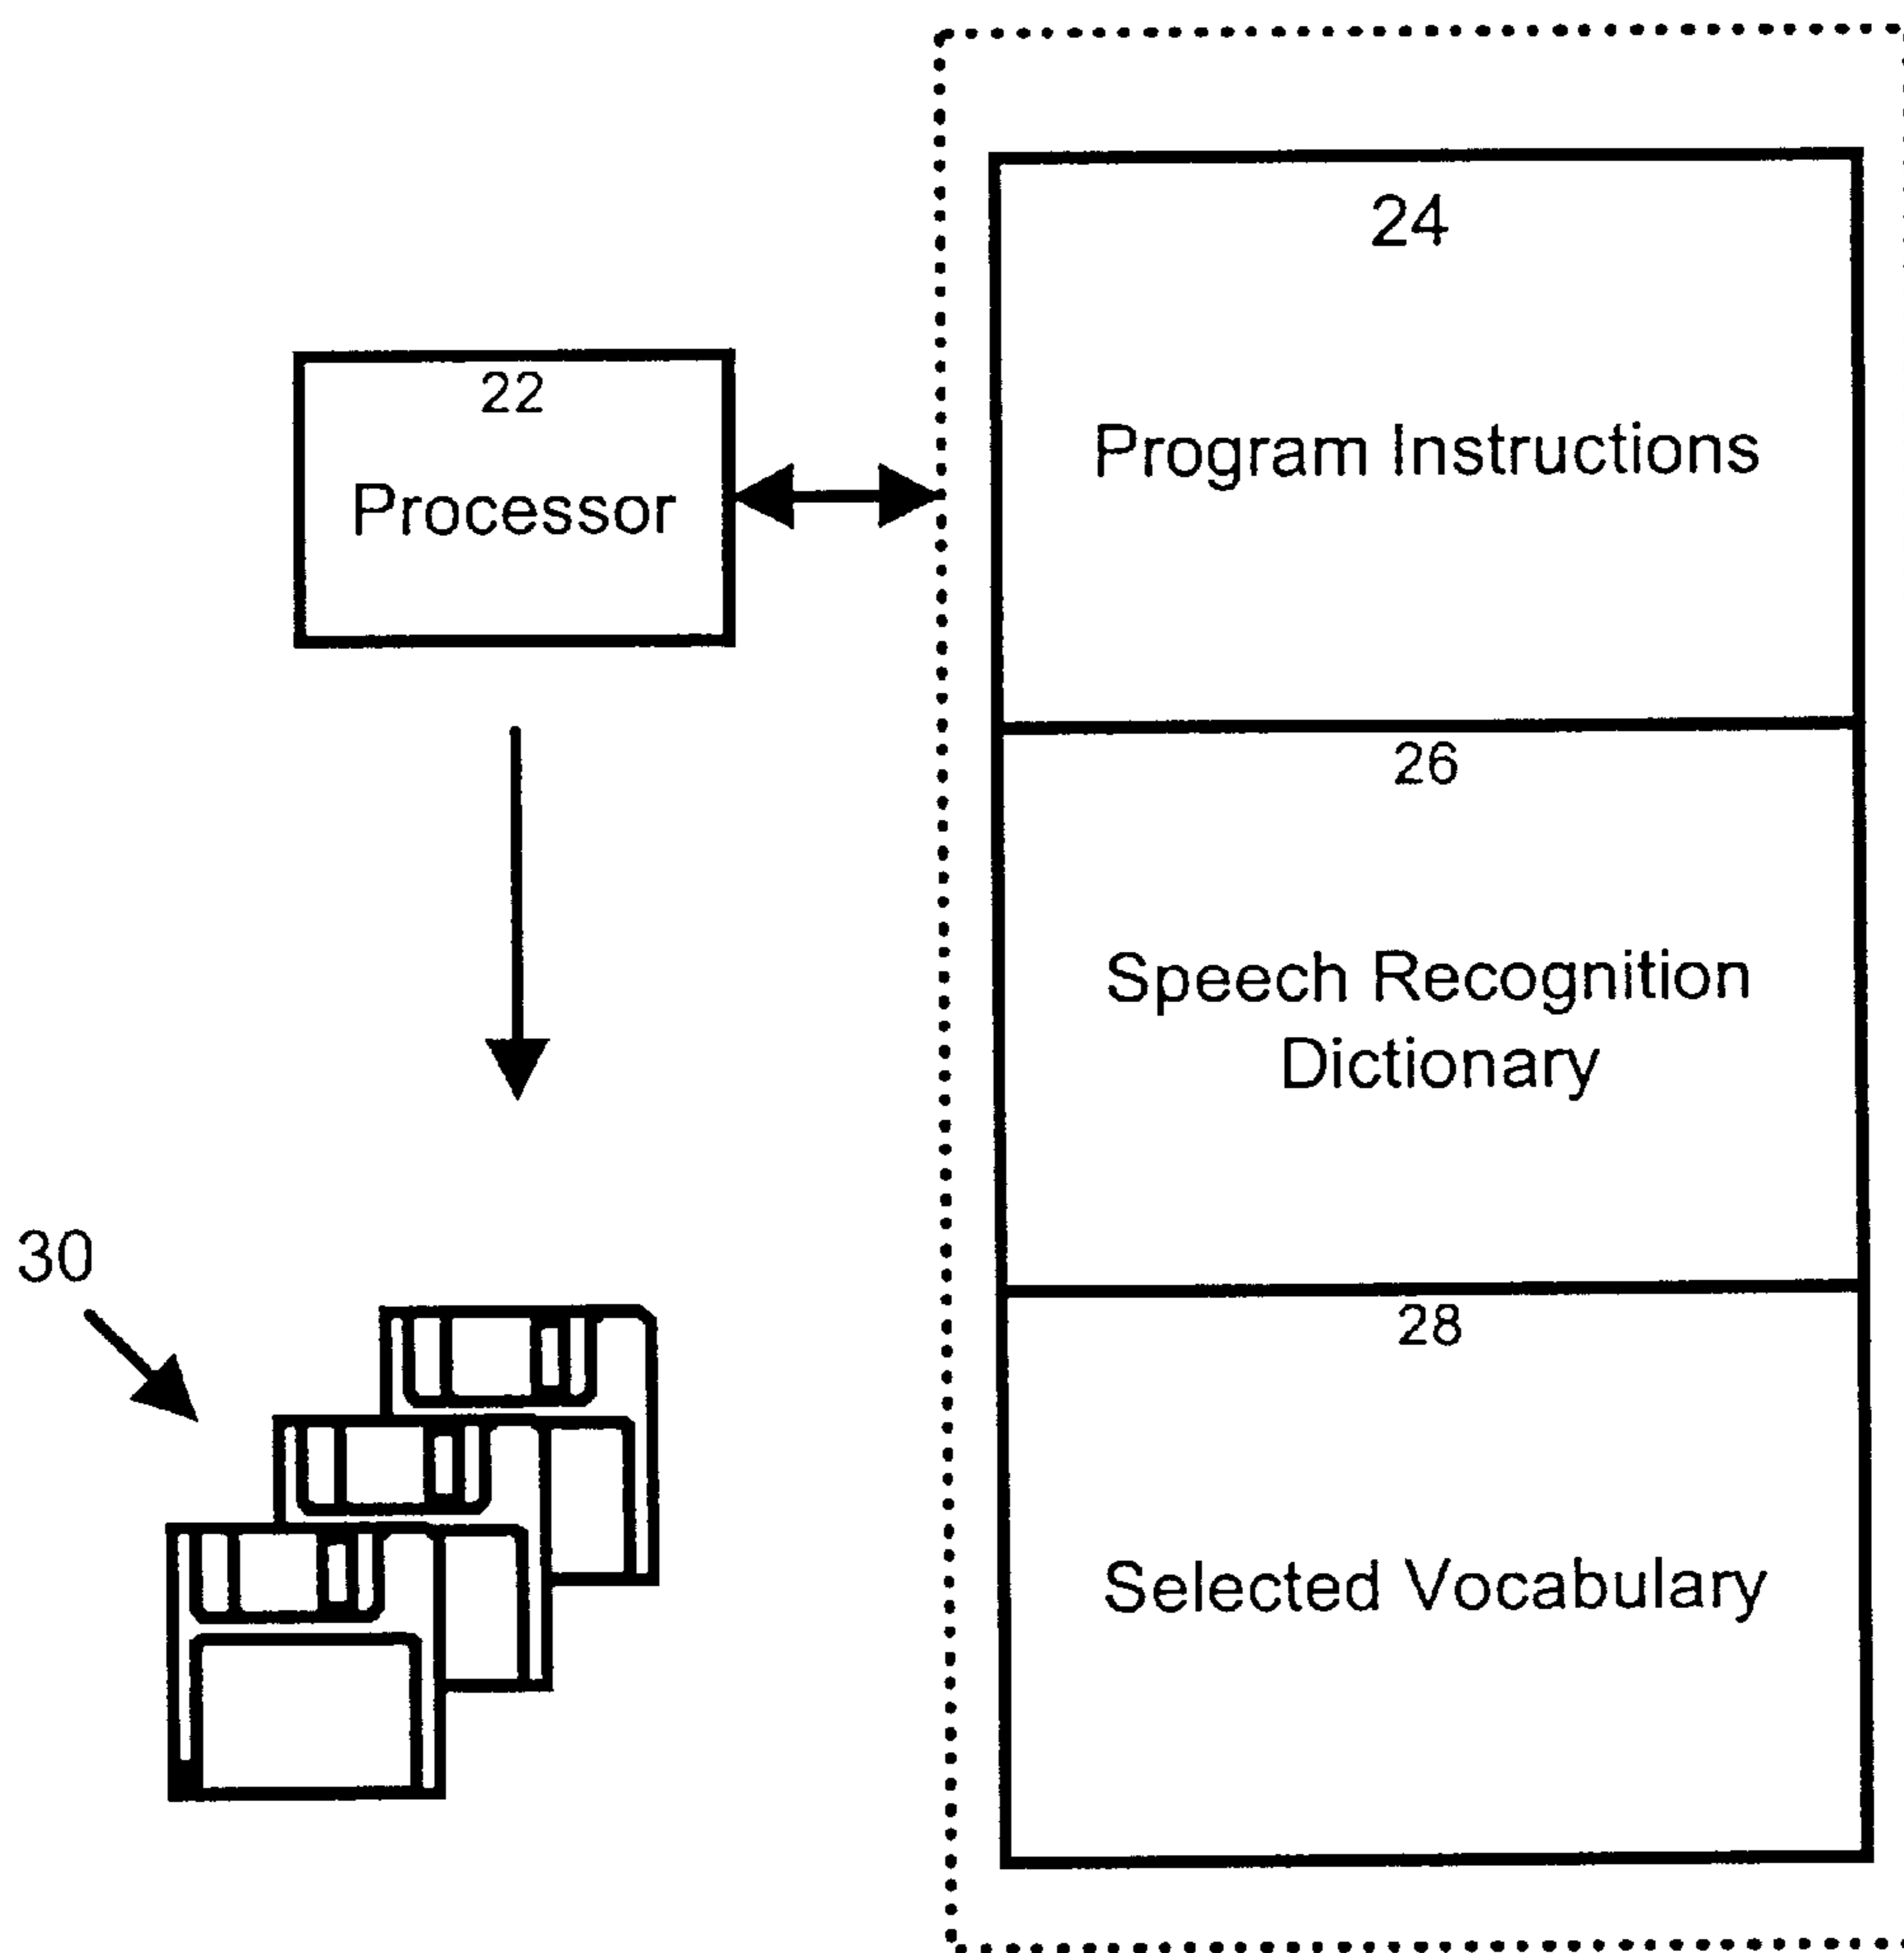 24
Program Instructions
22
Processor
26
Speech Recognition
Dictionary
30
28
Selected Vocabulary